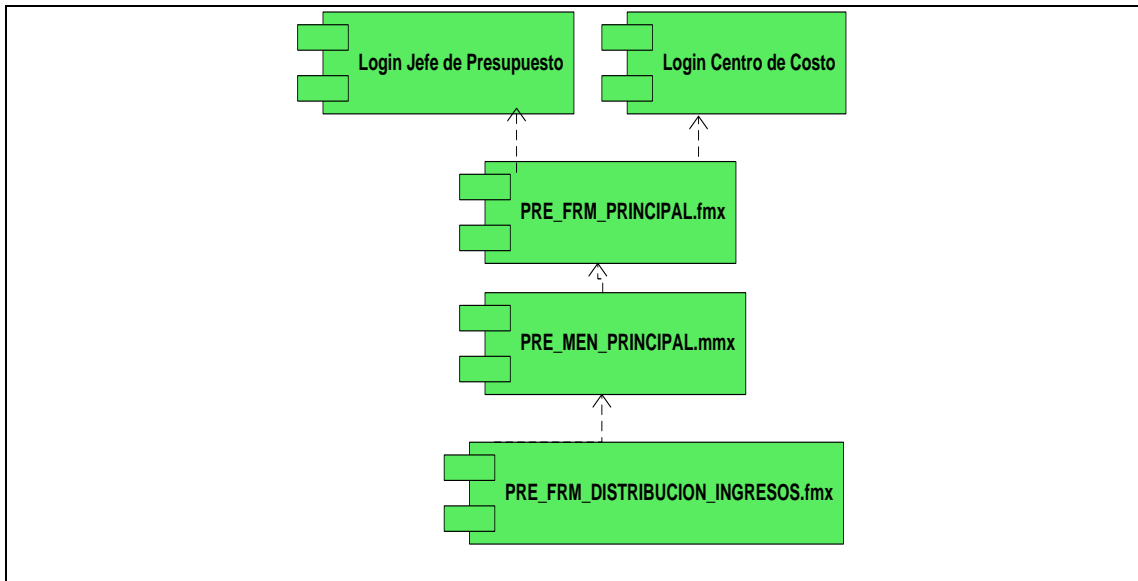 Login Jefe de Presupuesto
Login Centro de Costo
PRE_FRM_PRINCIPAL.fmx
PRE_MEN_PRINCIPAL.mmx
PRE_FRM_DISTRIBUCION_INGRESOS.fmx